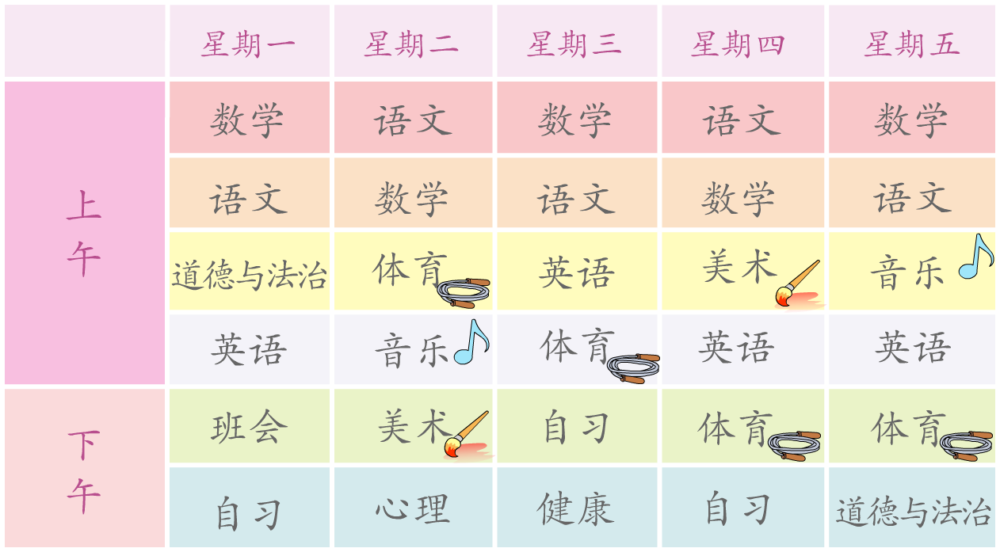 星期一 星期二 星期三 星期四 星期五
数学 语文 数学 语文 数学
上午
语文 数学 语文 数学 语文
道德与法治 体育 英语 美术 音乐
英语 音乐 体育 英语 英语
下午
班会 美术 自习 体育 体育
自习 心理 健康 自习 道德与法治